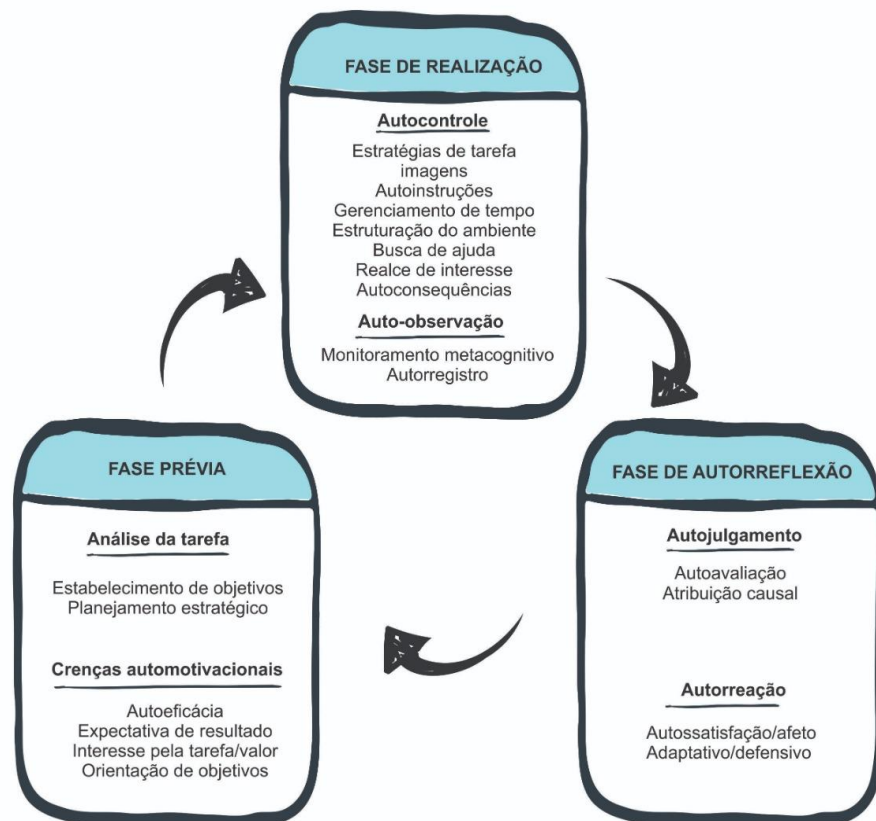 FASE DE REALIZAÇÃO
Autocontrole
Estratégias de tarefa
imagens
Autoinstruções
Gerenciamento de tempo
Estruturação do ambiente
Busca de ajuda
Realce de interesse
Autoconsequências
Auto-observação
Monitoramento metacognitivo
Autorregistro
FASE PRÉVIA
Análise da tarefa
Estabelecimento de objetivos
Planejamento estratégico
Crenças automotivacionais
Autoeficácia
Expectativa de resultado
Interesse pela tarefa/valor
Orientação de objetivos
FASE DE AUTORREFLEXÃO
Autojulgamento
Autoavaliação
Atribuição causal
Autorreação
Autossatisfação/afeto
Adaptativo/defensivo